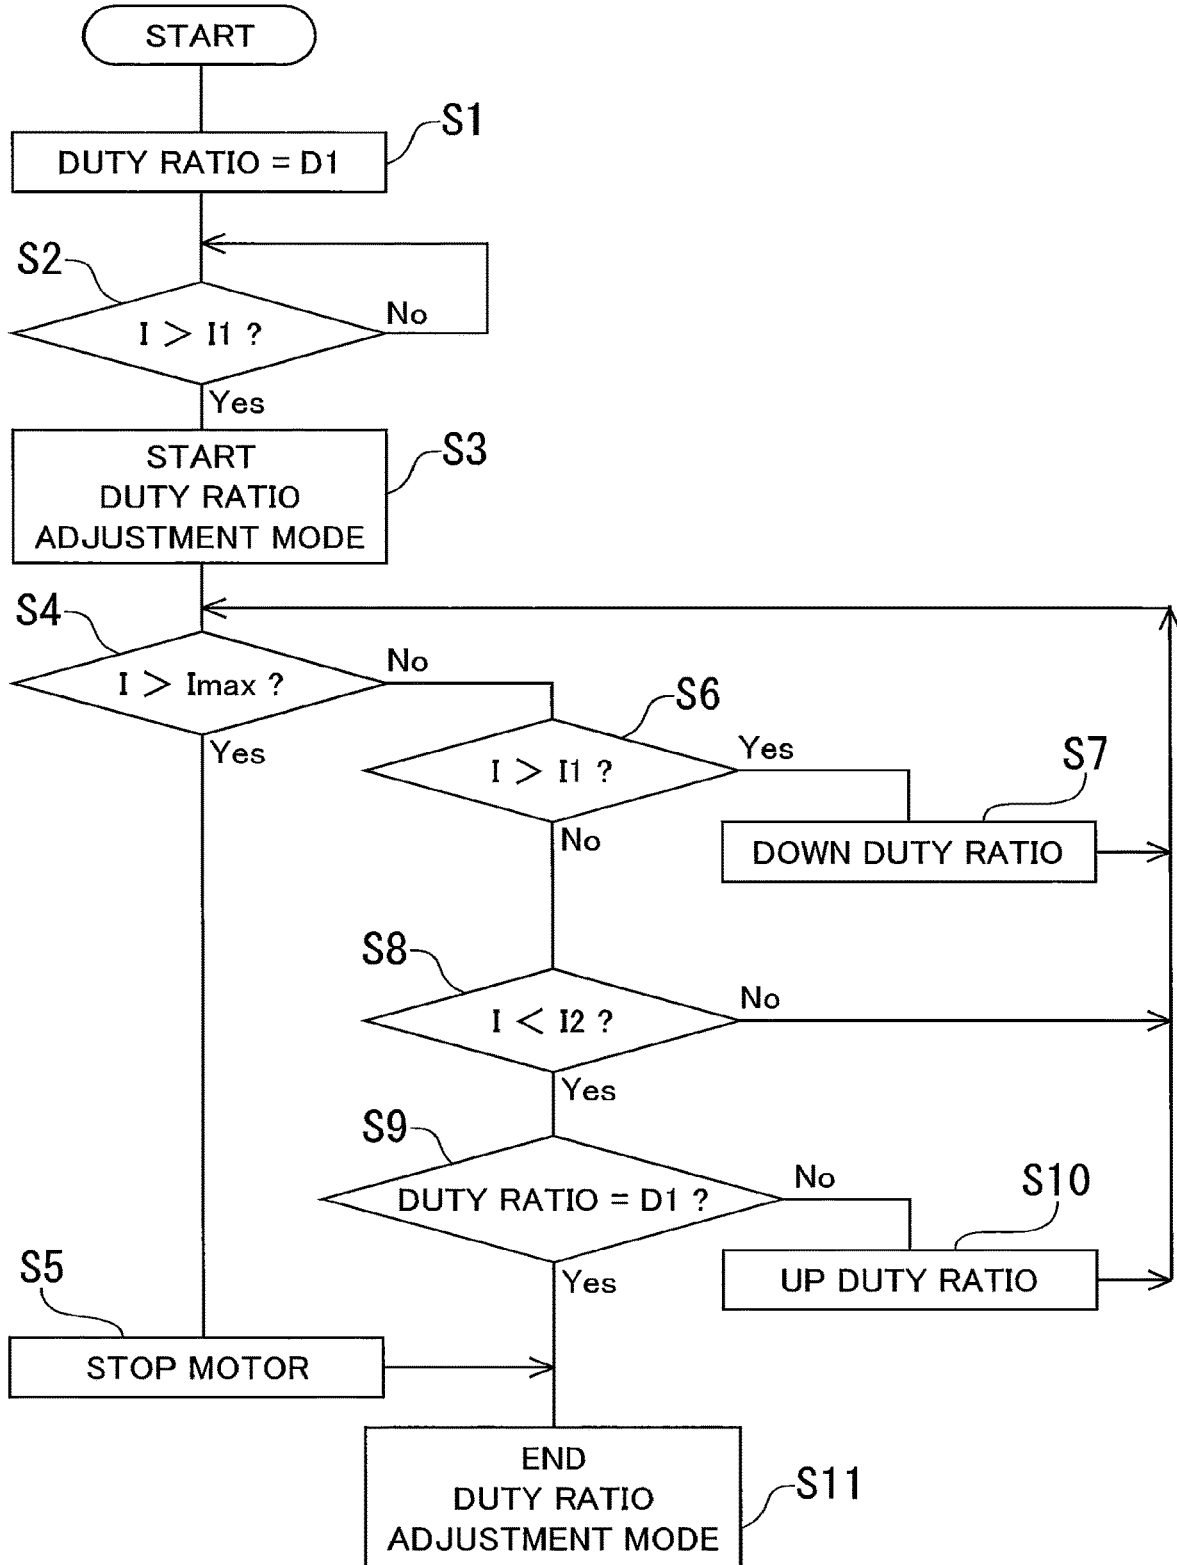 START
S1
DUTY RATIO = D1
S2
I > I1 ?
No
Yes
S3
START
DUTY RATIO
ADJUSTMENT MODE
S4
I > Imax ?
No
Yes
S6
I > I1 ?
Yes
No
S7
DOWN DUTY RATIO
S8
I < I2 ?
No
Yes
S9
DUTY RATIO = D1 ?
No
Yes
S10
UP DUTY RATIO
S5
STOP MOTOR
END
DUTY RATIO
ADJUSTMENT MODE
S11